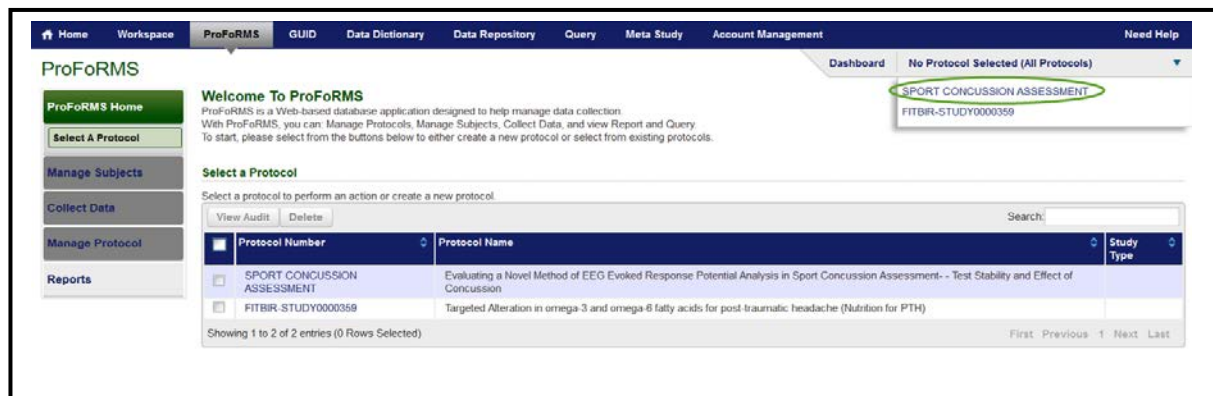 Home Workspace ProFoRMS GUID Data Dictionary Data Repository Query Meta Study Account Management Need Help
ProFoRMS
Dashboard No Protocol Selected (All Protocols)
SPORT CONCUSSION ASSESSMENT
FITBIR-STUDY0000359
ProFoRMS Home
Select A Protocol
Manage Subjects
Collect Data
Manage Protocol
Reports
Welcome To ProFoRMS
ProFoRMS is a Web-based database application designed to help manage data collection.
With ProFoRMS, you can: Manage Protocols, Manage Subjects, Collect Data, and view Report and Query.
To start, please select from the buttons below to either create a new protocol or select from existing protocols.
Select a Protocol
Select a protocol to perform an action or create a new protocol.
View Audit Delete Search:
Protocol Number Protocol Name Study
Type
SPORT CONCUSSION Evaluating a Novel Method of EEG Evoked Response Potential Analysis in Sport Concussion Assessment- - Test Stability and Effect of
ASSESSMENT Concussion
FITBIR-STUDY0000359 Targeted Alteration in omega-3 and omega-6 fatty acids for post-traumatic headache (Nutrition for PTH)
Showing 1 to 2 of 2 entries (0 Rows Selected) First Previous 1 Next Last